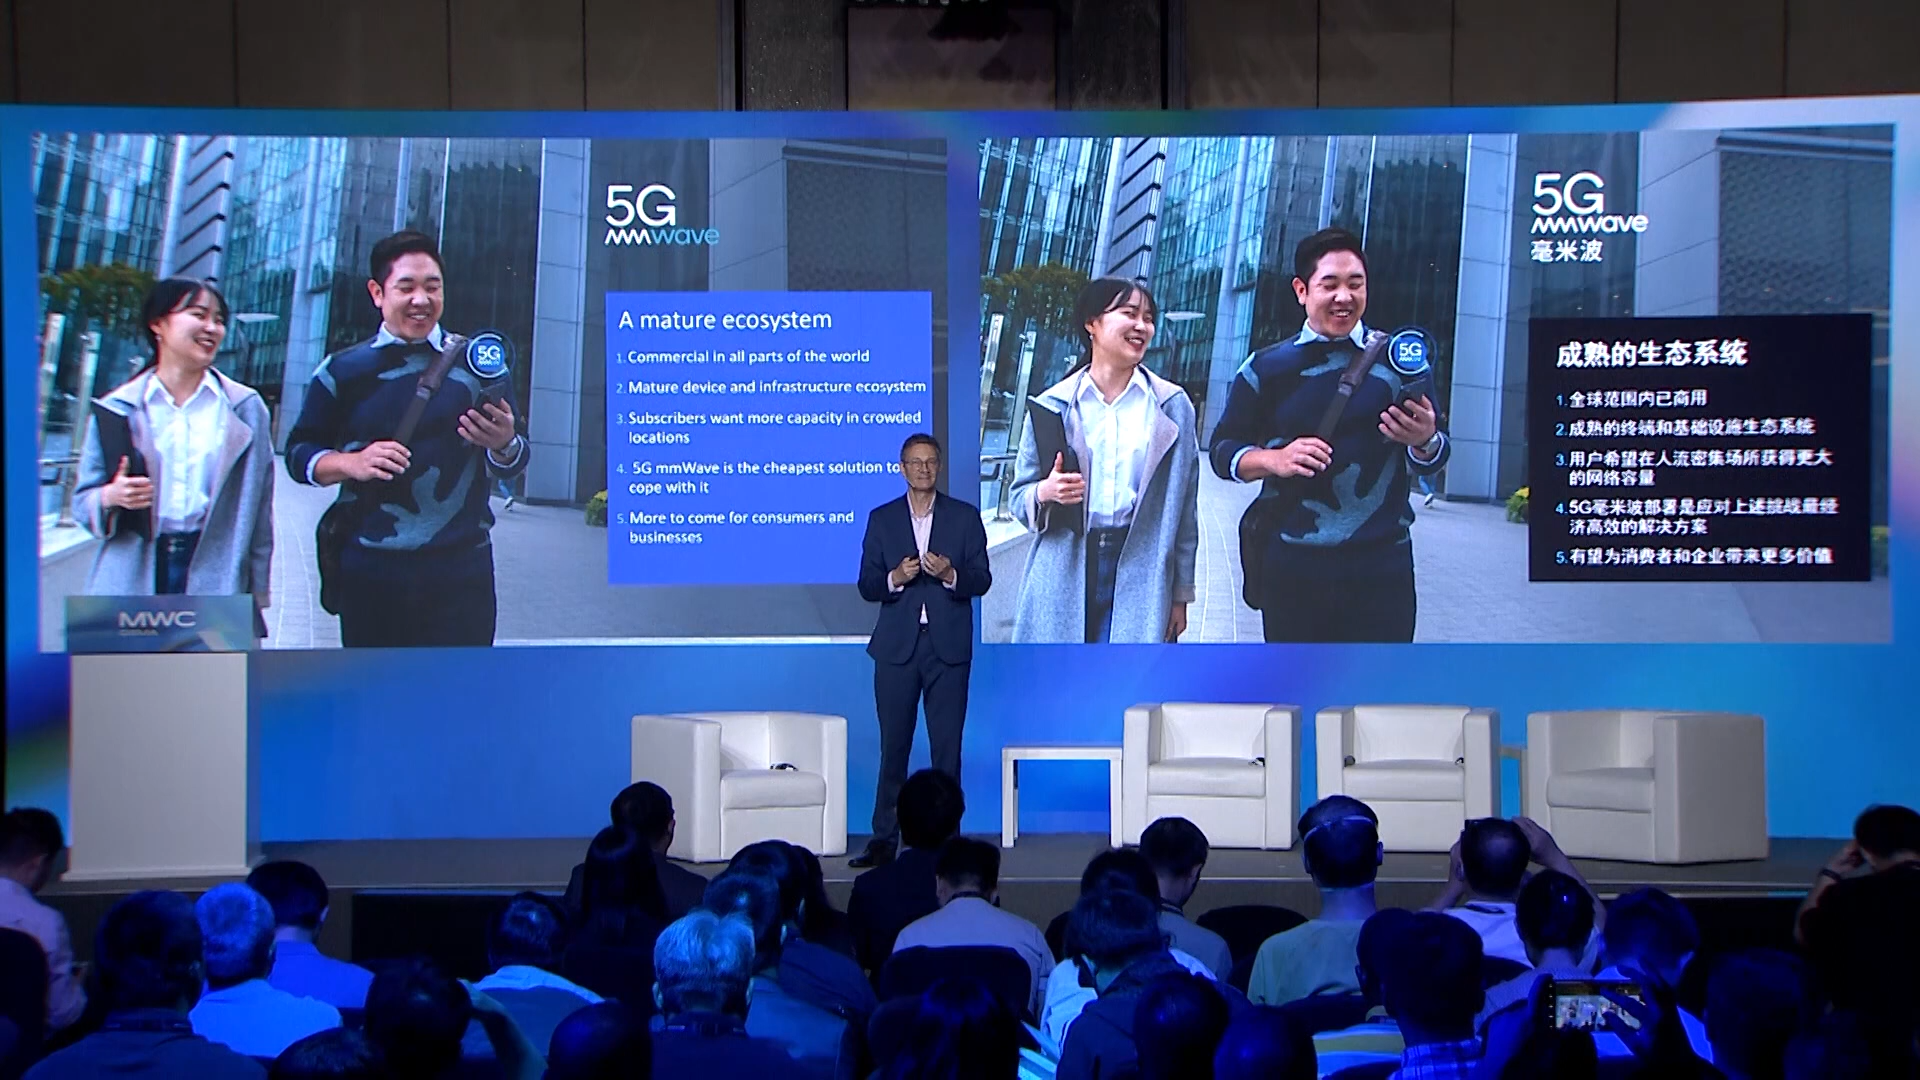 5G
mmwave
A mature ecosystem
1. Commercial in all parts of the world
2. Mature device and infrastructure ecosystem
3. Subscribers want more capacity in crowded
locations
4. 5G mmWave is the cheapest solution to
cope with it
5. More to come for consumers and
businesses
5G
MWC
GSMA
5G
mmwave
毫米波
成熟的生态系统
1. 全球范围内已商用
2. 成熟的终端和基础设施生态系统
3. 用户希望在人流密集场所获得更大
的网络容量
4. 5G毫米波部署是应对上述挑战最经
济高效的解决方案
5. 有望为消费者和企业带来更多价值
5G